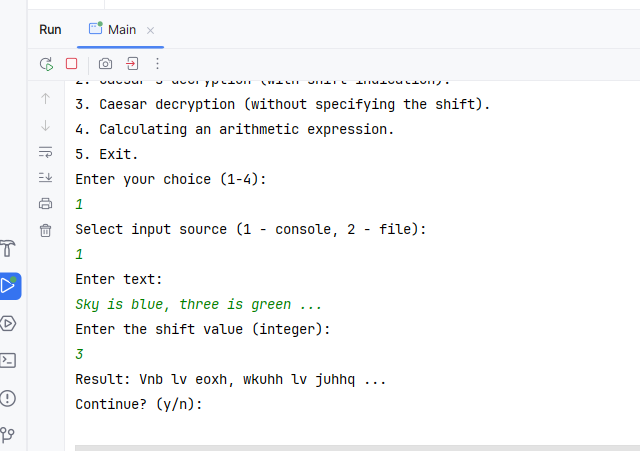 Run Main
2. Caesar's decryption (with shift indication).
3. Caesar decryption (without specifying the shift).
4. Calculating an arithmetic expression.
5. Exit.
Enter your choice (1-4):
1
Select input source (1 - console, 2 - file):
1
Enter text:
Sky is blue, three is green ...
Enter the shift value (integer):
3
Result: Vnb lv eoxh, wkuhh lv juhhq ...
Continue? (y/n):